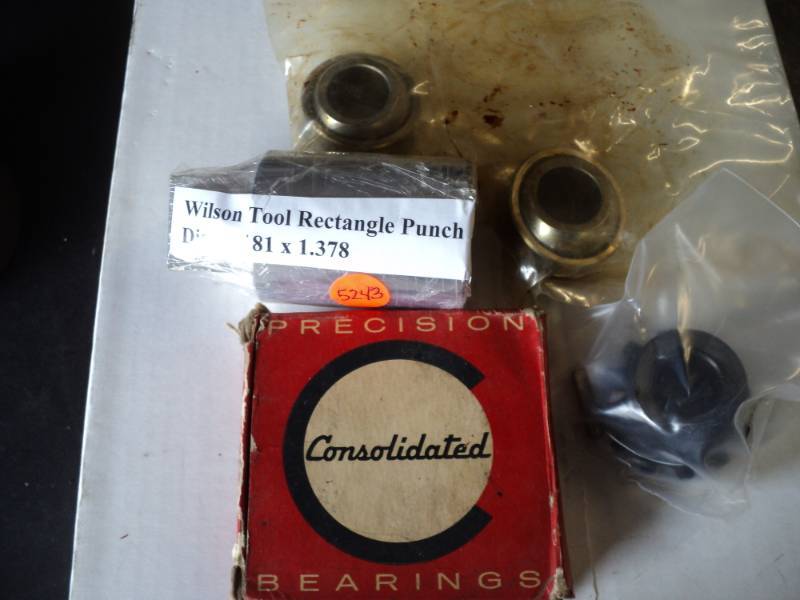 Wilson Tool Rectangle Punch
81 x 1.378
5243
PRECISION
Consolidated
BEARINGS